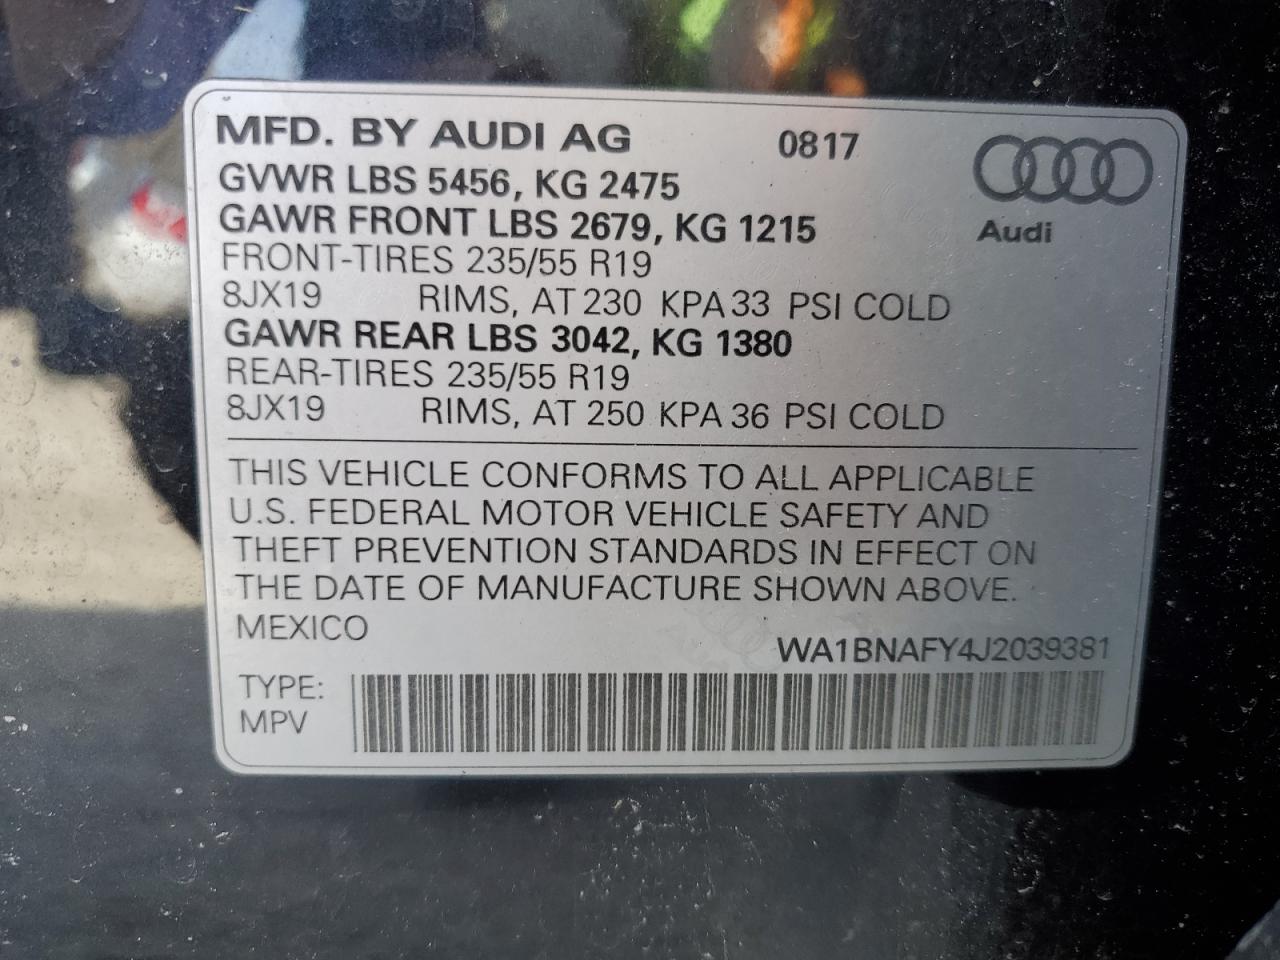 MFD. BY AUDI AG 0817
GVWR LBS 5456, KG 2475
GAWR FRONT LBS 2679, KG 1215
Audi
FRONT-TIRES 235/55 R19
8JX19 RIMS, AT 230 KPA 33 PSI COLD
GAWR REAR LBS 3042, KG 1380
REAR-TIRES 235/55 R19
8JX19 RIMS, AT 250 KPA 36 PSI COLD
THIS VEHICLE CONFORMS TO ALL APPLICABLE
U.S. FEDERAL MOTOR VEHICLE SAFETY AND
THEFT PREVENTION STANDARDS IN EFFECT ON
THE DATE OF MANUFACTURE SHOWN ABOVE.
MEXICO
WA1BNAFY4J2039381
TYPE:
MPV